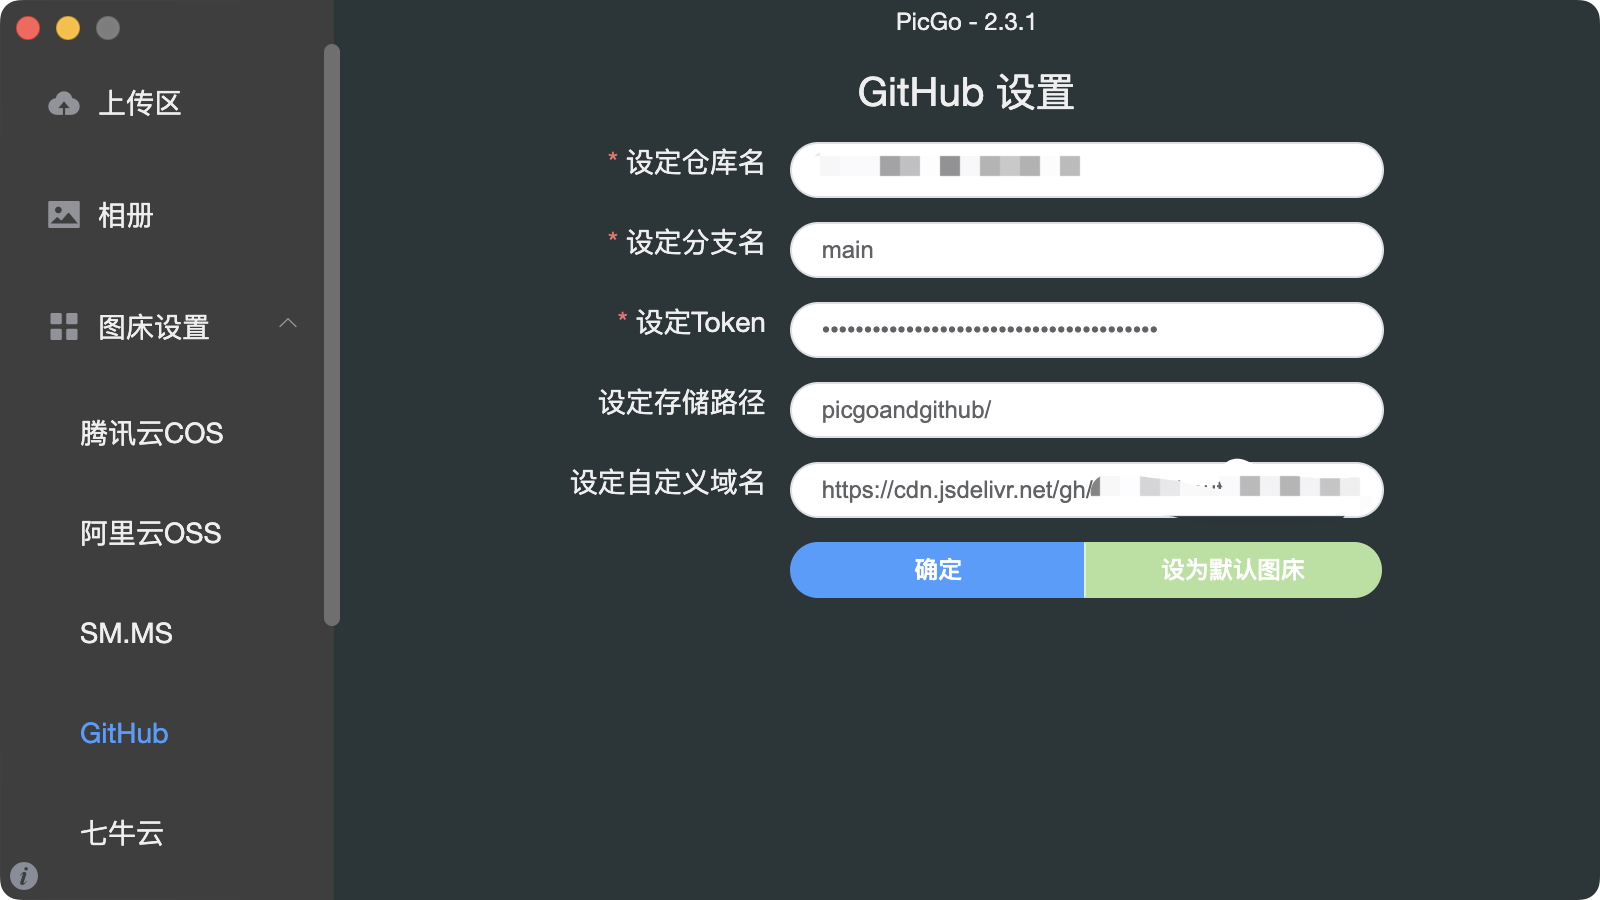 PicGo - 2.3.1
上传区
相册
图床设置
腾讯云COS
阿里云OSS
SM.MS
GitHub
七牛云
GitHub 设置
* 设定仓库名
* 设定分支名
main
* 设定Token
••••••••••••••••••••••••••••••••••••••••
设定存储路径
picgoandgithub/
设定自定义域名
https://cdn.jsdelivr.net/gh/
确定
设为默认图床